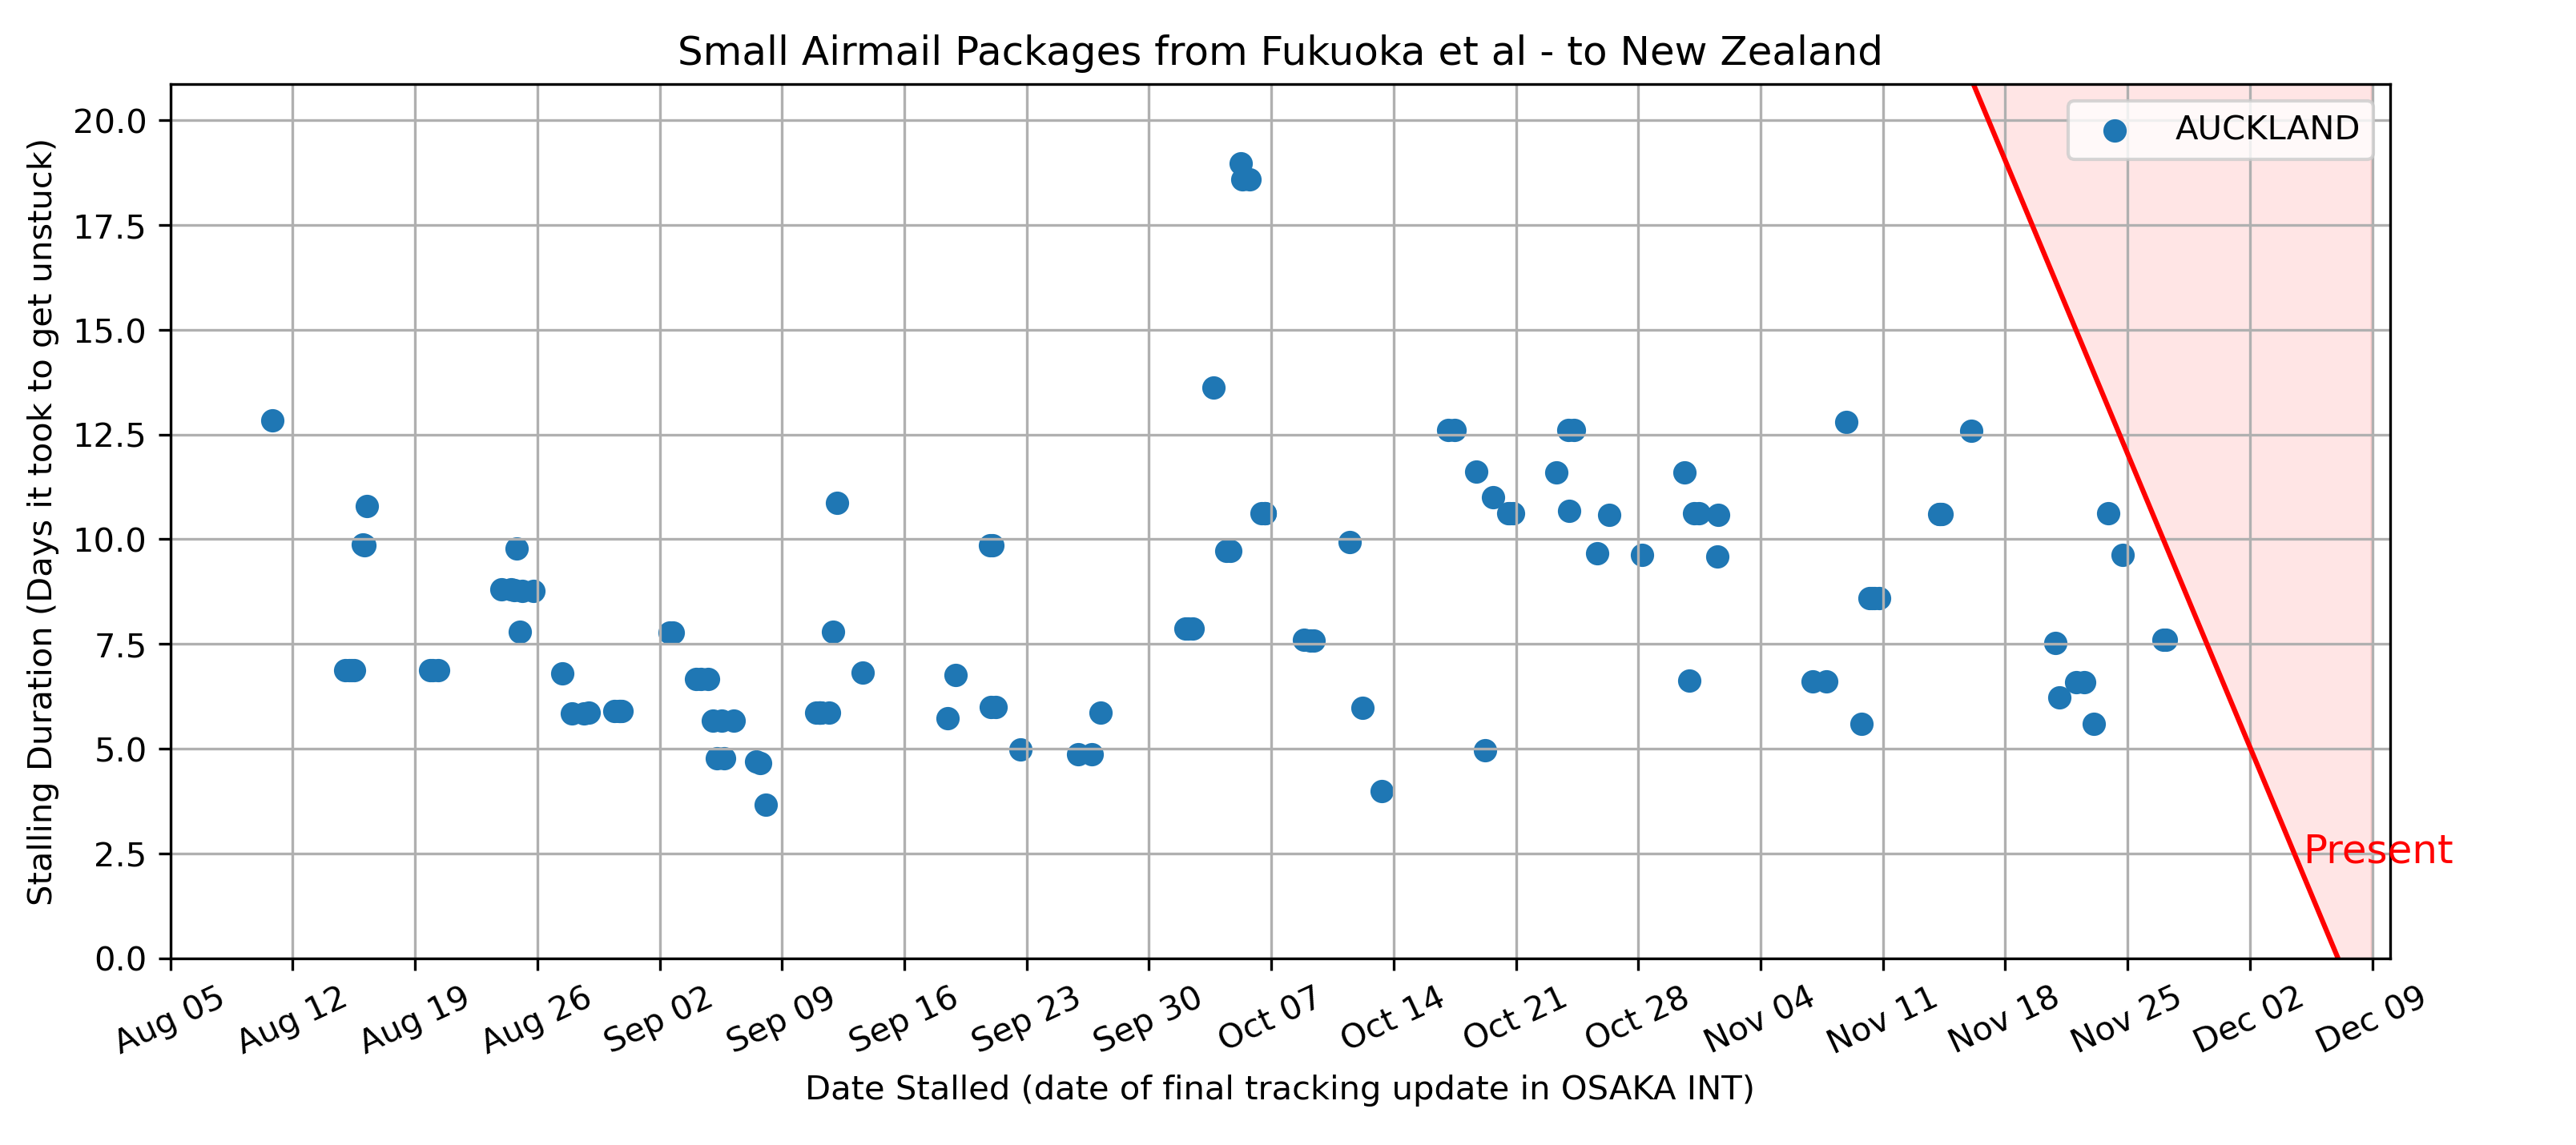 Small Airmail Packages from Fukuoka et al - to New Zealand
Stalling Duration (Days it took to get unstuck)
20.0
17.5
15.0
12.5
10.0
7.5
5.0
2.5
0.0
AUCKLAND
Present
Aug 05
Aug 12
Aug 19
Aug 26
Sep 02
Sep 09
Sep 16
Sep 23
Sep 30
Oct 07
Oct 14
Oct 21
Oct 28
Nov 04
Nov 11
Nov 18
Nov 25
Dec 02
Dec 09
Date Stalled (date of final tracking update in OSAKA INT)